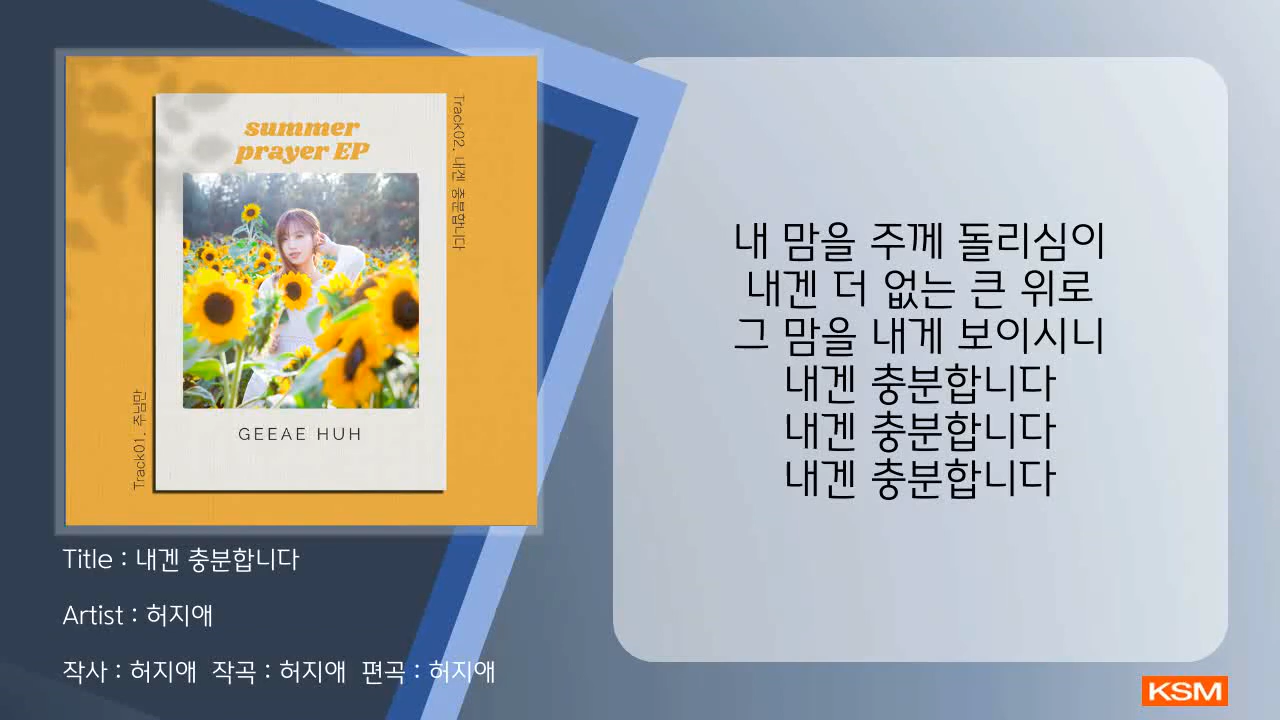 summer
prayer EP
Track02. 내겐 충분합니다
GEEAE HUH
Track01. 주님만
Title : 내겐 충분합니다
Artist : 허지애
작사 : 허지애 작곡 : 허지애 편곡 : 허지애
내 맘을 주께 돌리심이
내겐 더 없는 큰 위로
그 맘을 내게 보이시니
내겐 충분합니다
내겐 충분합니다
내겐 충분합니다
KSM